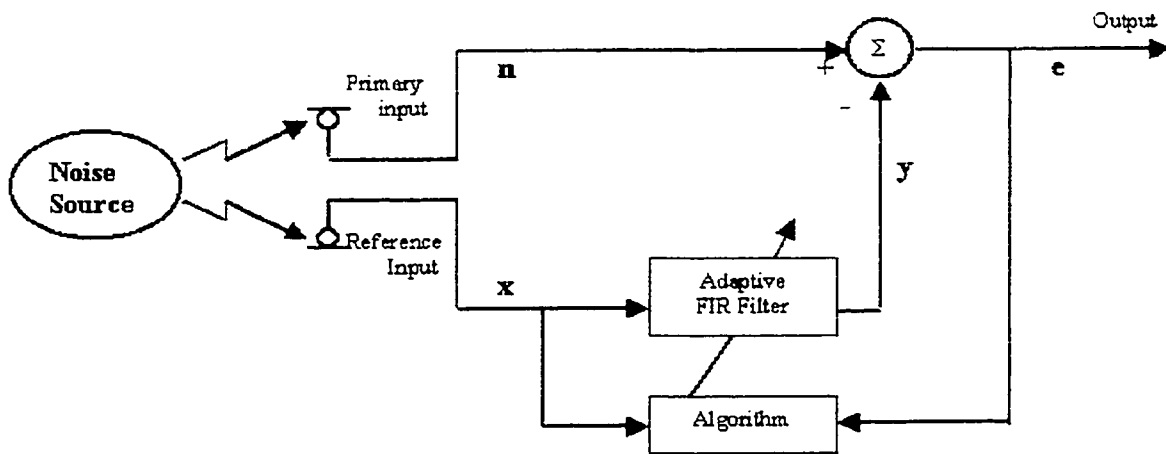 Output
Σ
n
+
e
Primary
input
-
Noise
Source
y
Reference
Input
x
Adaptive
FIR Filter
Algorithm